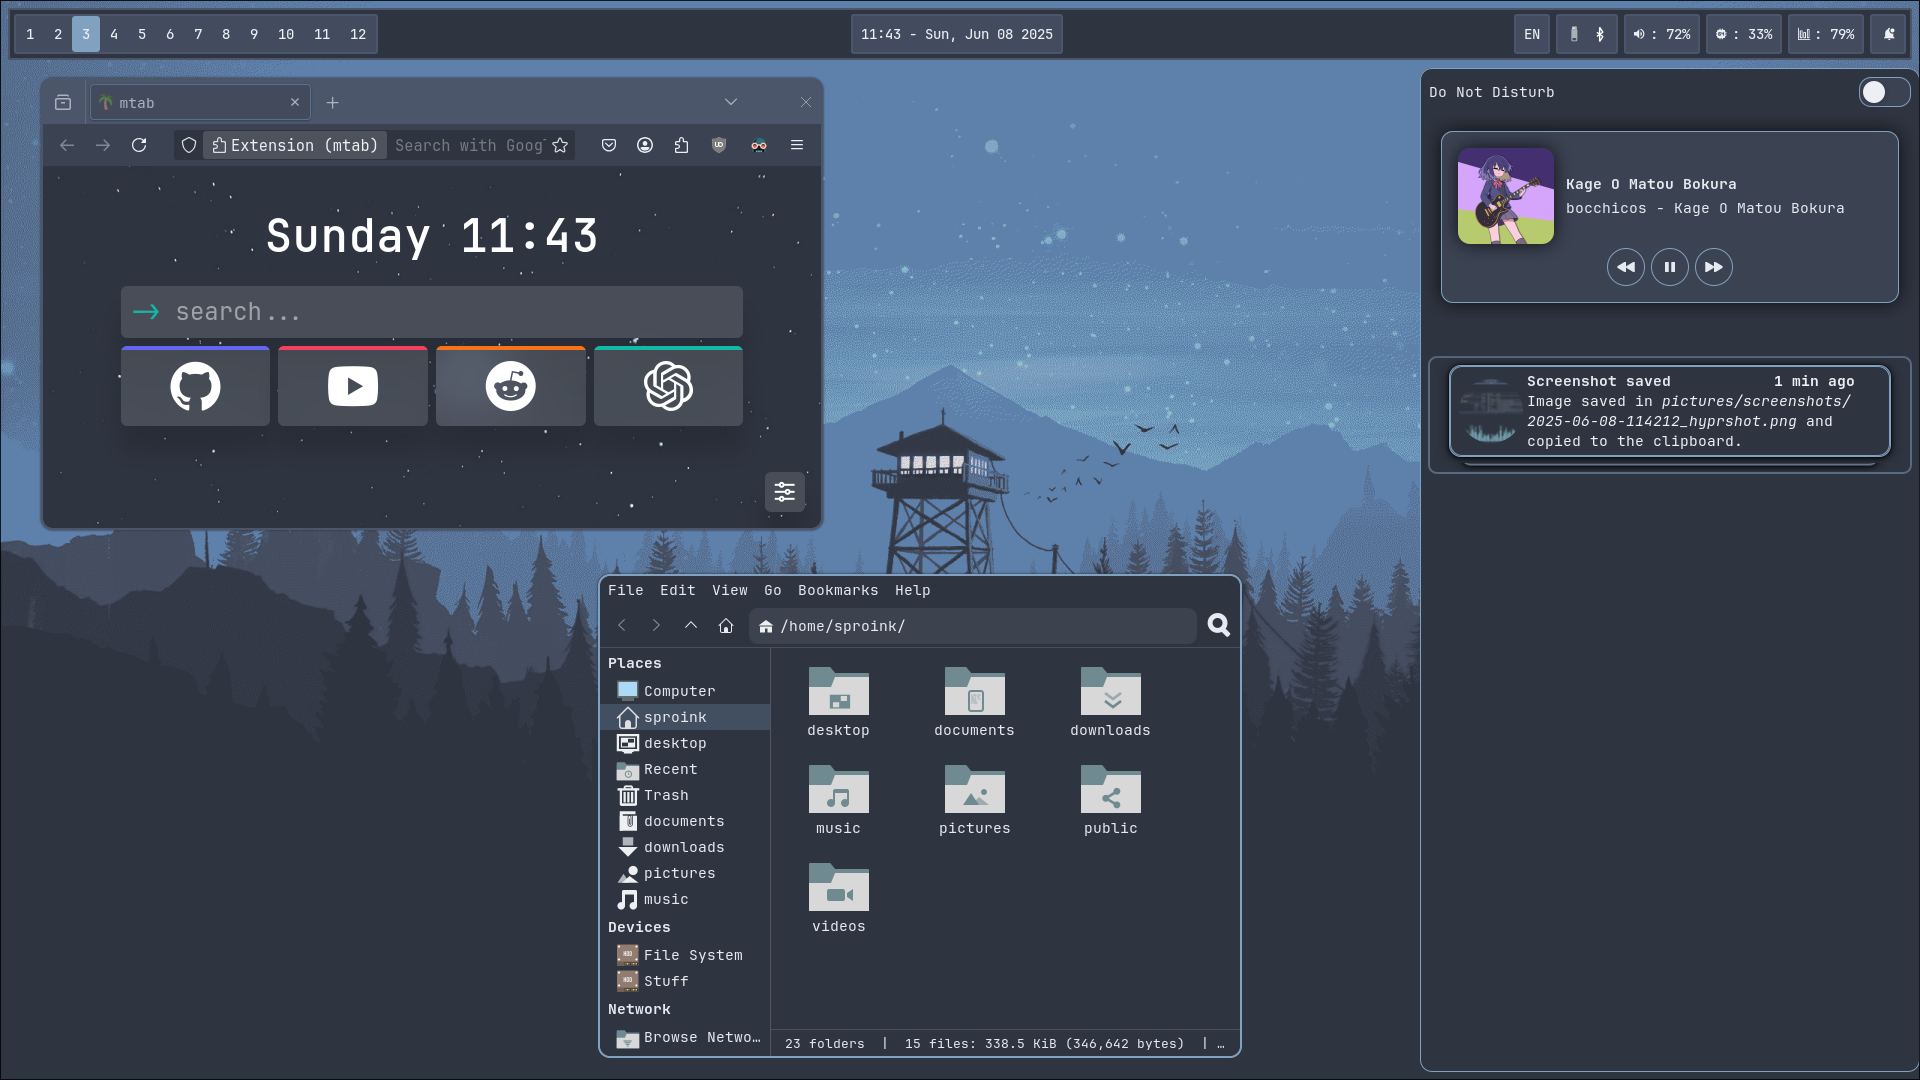 1 2 3 4 5 6 7 8 9 10 11 12
11:43 - Sun, Jun 08 2025
EN
: 72%
: 33%
: 79%
mtab
Extension (mtab)
Search with Goog
Sunday 11:43
search...
Do Not Disturb
Kage O Matou Bokura
bocchicos - Kage O Matou Bokura
Screenshot saved 1 min ago
Image saved in pictures/screenshots/
2025-06-08-114212_hyprshot.png and
copied to the clipboard.
File Edit View Go Bookmarks Help
/home/sproink/
Places
Computer
sproink
desktop
Recent
Trash
documents
downloads
pictures
music
Devices
File System
Stuff
Network
Browse Netwo…
desktop documents downloads
music pictures public
videos
23 folders | 15 files: 338.5 KiB (346,642 bytes) | …